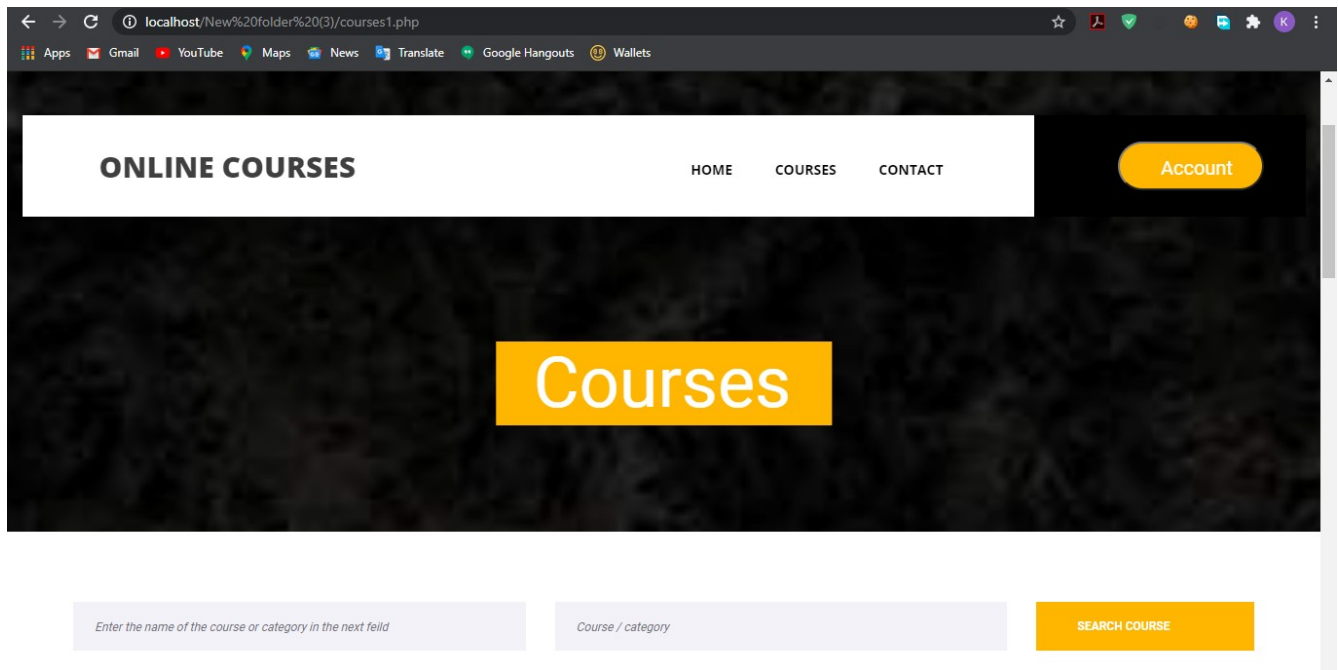 localhost/New%20folder%20(3)/courses1.php
K
Apps Gmail YouTube Maps News Translate Google Hangouts Wallets
ONLINE COURSES HOME COURSES CONTACT Account
Courses
Enter the name of the course or category in the next feild Course / category SEARCH COURSE